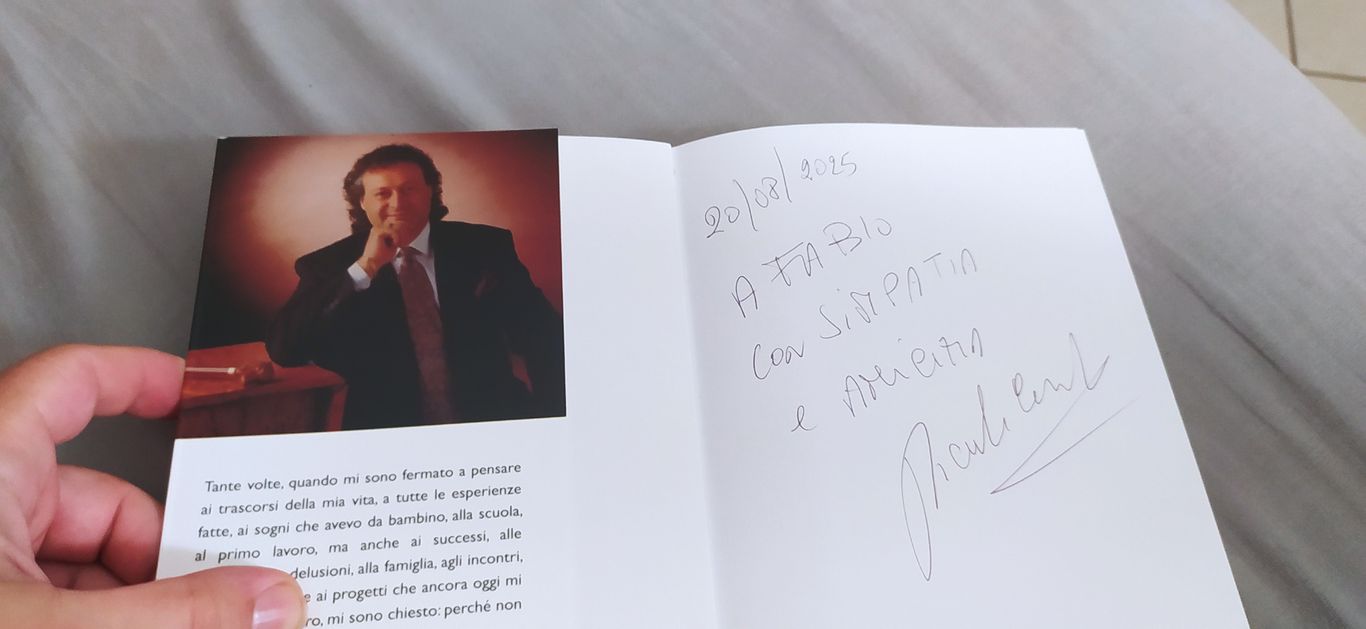 Tante volte, quando mi sono fermato a pensare
ai trascorsi della mia vita, a tutte le esperienze
fatte, ai sogni che avevo da bambino, alla scuola,
al primo lavoro, ma anche ai successi, alle
delusioni, alla famiglia, agli incontri,
e ai progetti che ancora oggi mi
mi sono chiesto: perché non
20/08/2025
A FABIO
CON SIMPATIA
e AMICIZIA